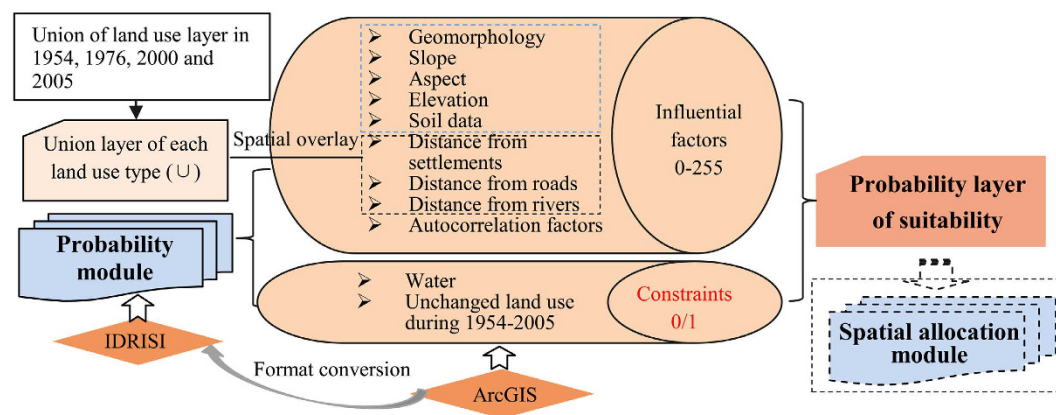 Union of land use layer in
1954, 1976, 2000 and
2005
Union layer of each
land use type (∪)
Spatial overlay
Probability
module
IDRISI
Format conversion
ArcGIS
➢ Geomorphology
➢ Slope
➢ Aspect
➢ Elevation
➢ Soil data
➢ Distance from
settlements
➢ Distance from roads
➢ Distance from rivers
➢ Autocorrelation factors
Influential
factors
0-255
➢ Water
➢ Unchanged land use
during 1954-2005
Constraints
0/1
Probability layer
of suitability
Spatial allocation
module